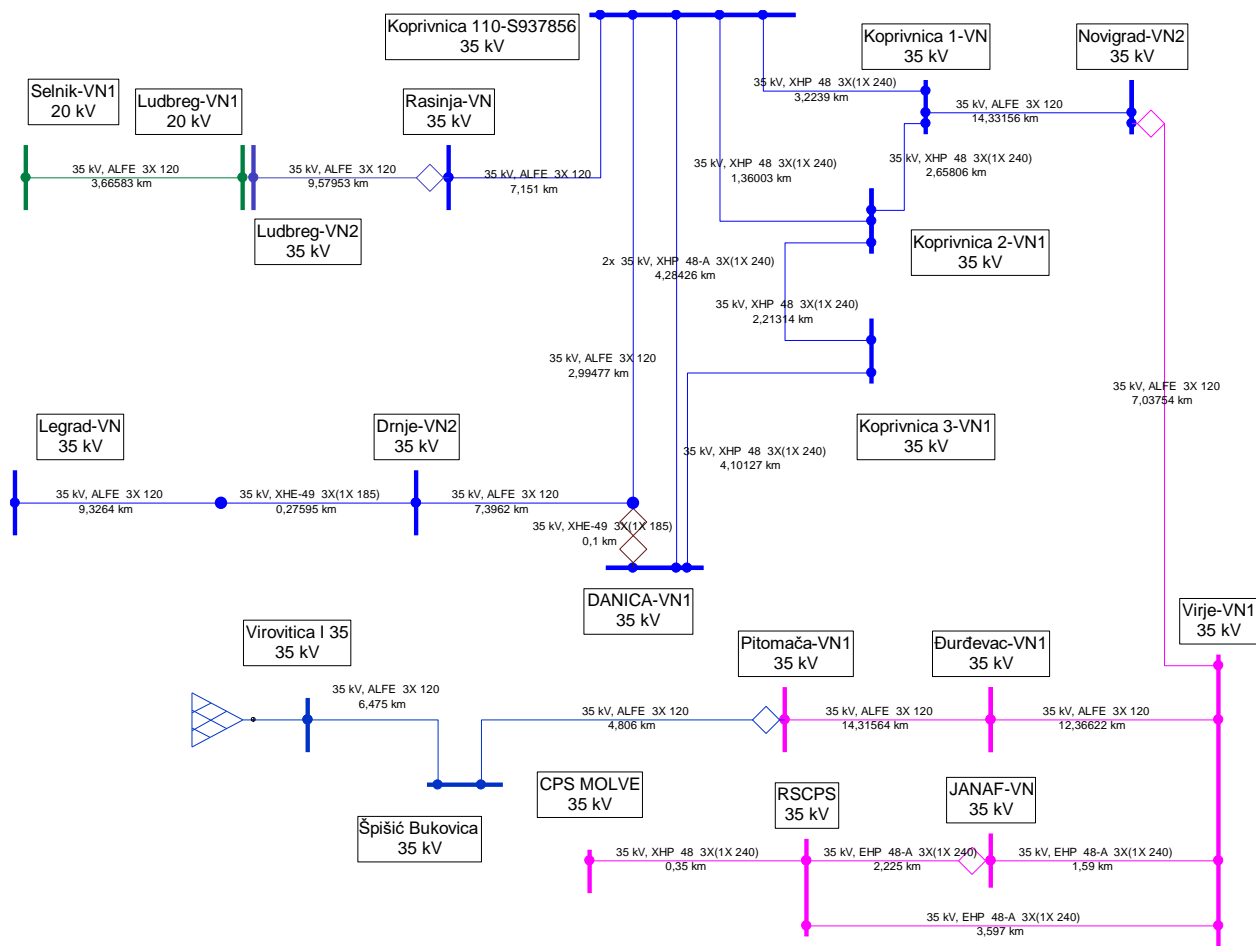 Koprivnica 110-S937856
35 kV
Koprivnica 1-VN
35 kV
Novigrad-VN2
35 kV
Selnik-VN1
20 kV
Ludbreg-VN1
20 kV
Rasinja-VN
35 kV
35 kV, XHP 48 3X(1X 240)
3,2239 km
35 kV, ALFE 3X 120
14,33156 km
35 kV, ALFE 3X 120
3,66583 km
35 kV, ALFE 3X 120
9,57953 km
35 kV, ALFE 3X 120
7,151 km
35 kV, XHP 48 3X(1X 240)
1,36003 km
35 kV, XHP 48 3X(1X 240)
2,65806 km
Ludbreg-VN2
35 kV
Koprivnica 2-VN1
35 kV
2x 35 kV, XHP 48-A 3X(1X 240)
4,28426 km
35 kV, XHP 48 3X(1X 240)
2,21314 km
35 kV, ALFE 3X 120
2,99477 km
35 kV, ALFE 3X 120
7,03754 km
Legrad-VN
35 kV
Drnje-VN2
35 kV
Koprivnica 3-VN1
35 kV
35 kV, XHP 48 3X(1X 240)
4,10127 km
35 kV, ALFE 3X 120
9,3264 km
35 kV, XHE-49 3X(1X 185)
0,27595 km
35 kV, ALFE 3X 120
7,3962 km
35 kV, XHE-49 3X(1X 185)
0,1 km
DANICA-VN1
35 kV
Virje-VN1
35 kV
Virovitica I 35
35 kV
Pitomača-VN1
35 kV
Đurđevac-VN1
35 kV
35 kV, ALFE 3X 120
6,475 km
35 kV, ALFE 3X 120
4,806 km
35 kV, ALFE 3X 120
14,31564 km
35 kV, ALFE 3X 120
12,36622 km
CPS MOLVE
35 kV
RSCPS
35 kV
JANAF-VN
35 kV
Špišić Bukovica
35 kV
35 kV, XHP 48 3X(1X 240)
0,35 km
35 kV, EHP 48-A 3X(1X 240)
2,225 km
35 kV, EHP 48-A 3X(1X 240)
1,59 km
35 kV, EHP 48-A 3X(1X 240)
3,597 km